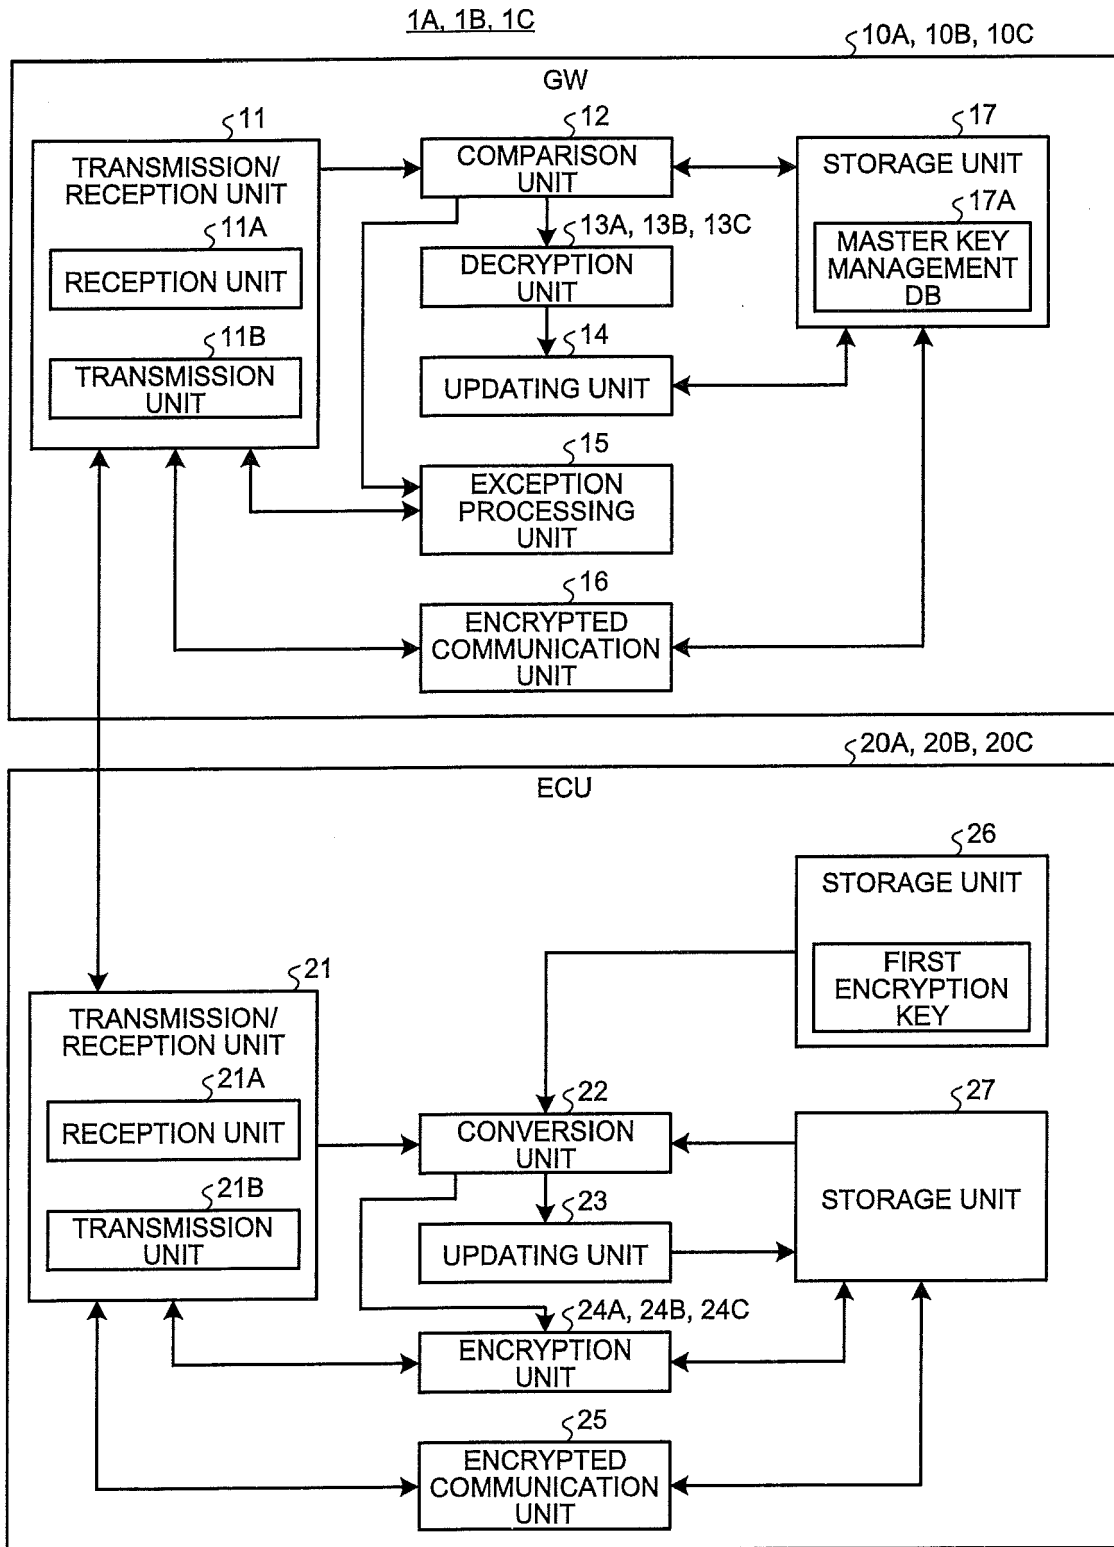 1A, 1B, 1C
10A, 10B, 10C
GW
11
TRANSMISSION/
RECEPTION UNIT
11A
RECEPTION UNIT
11B
TRANSMISSION
UNIT
12
COMPARISON
UNIT
13A, 13B, 13C
DECRYPTION
UNIT
14
UPDATING UNIT
15
EXCEPTION
PROCESSING
UNIT
16
ENCRYPTED
COMMUNICATION
UNIT
17
STORAGE UNIT
17A
MASTER KEY
MANAGEMENT
DB
20A, 20B, 20C
ECU
21
TRANSMISSION/
RECEPTION UNIT
21A
RECEPTION UNIT
21B
TRANSMISSION
UNIT
22
CONVERSION
UNIT
23
UPDATING UNIT
24A, 24B, 24C
ENCRYPTION
UNIT
25
ENCRYPTED
COMMUNICATION
UNIT
26
STORAGE UNIT
FIRST
ENCRYPTION
KEY
27
STORAGE UNIT